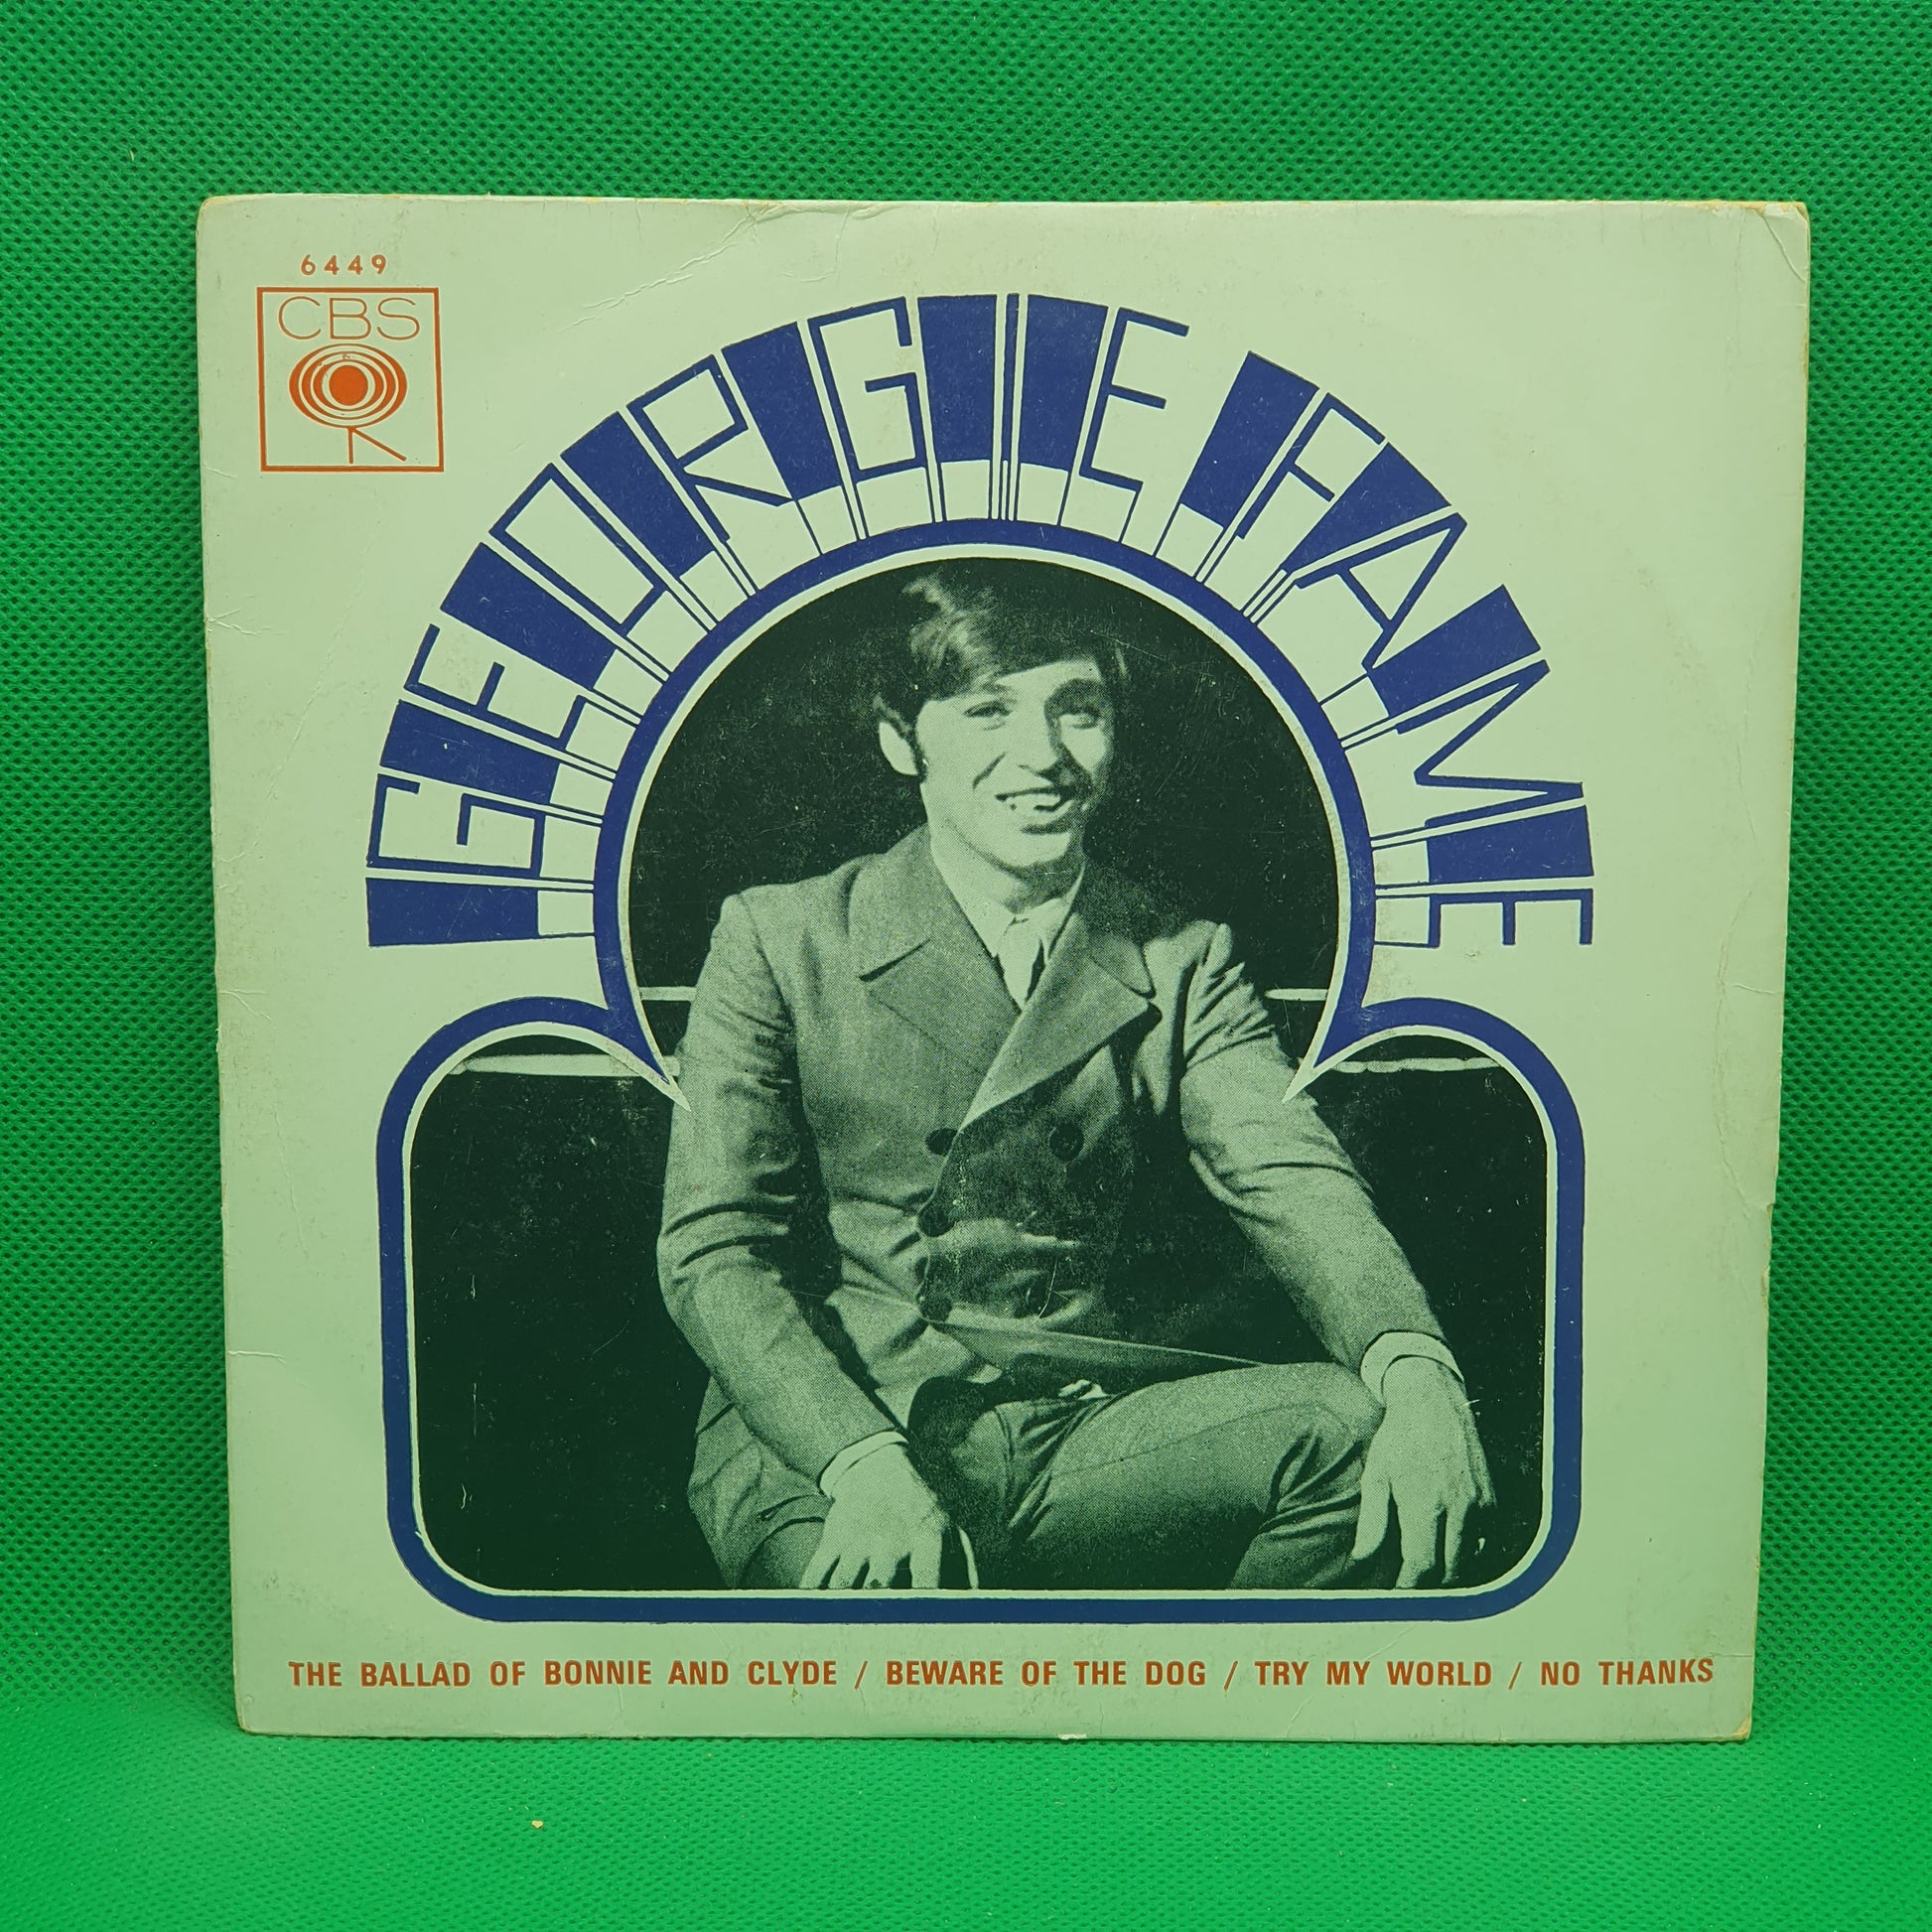 6449
CBS
GEORGIE FAME
THE BALLAD OF BONNIE AND CLYDE / BEWARE OF THE DOG / TRY MY WORLD / NO THANKS